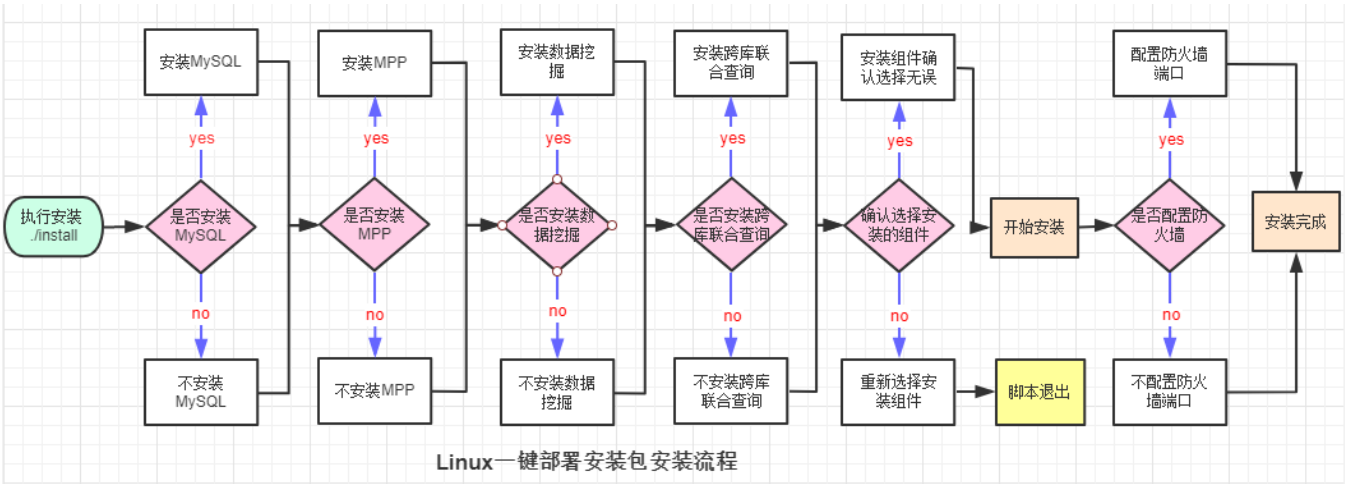 安装MySQL
安装MPP
安装数据挖
掘
安装跨库联
合查询
安装组件确
认选择无误
配置防火墙
端口
yes
yes
yes
yes
yes
yes
执行安装
./install
是否安装
MySQL
是否安装
MPP
是否安装数
据挖掘
是否安装跨
库联合查询
确认选择安
装的组件
开始安装
是否配置防
火墙
安装完成
no
no
no
no
no
no
不安装
MySQL
不安装MPP
不安装数据
挖掘
不安装跨库
联合查询
重新选择安
装组件
脚本退出
不配置防火
墙端口
Linux一键部署安装包安装流程